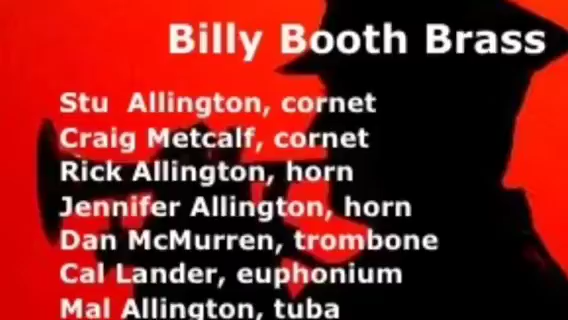 Billy Booth Brass
Stu Allington, cornet
Craig Metcalf, cornet
Rick Allington, horn
Jennifer Allington, horn
Dan McMurren, trombone
Cal Lander, euphonium
Mal Allington, tuba